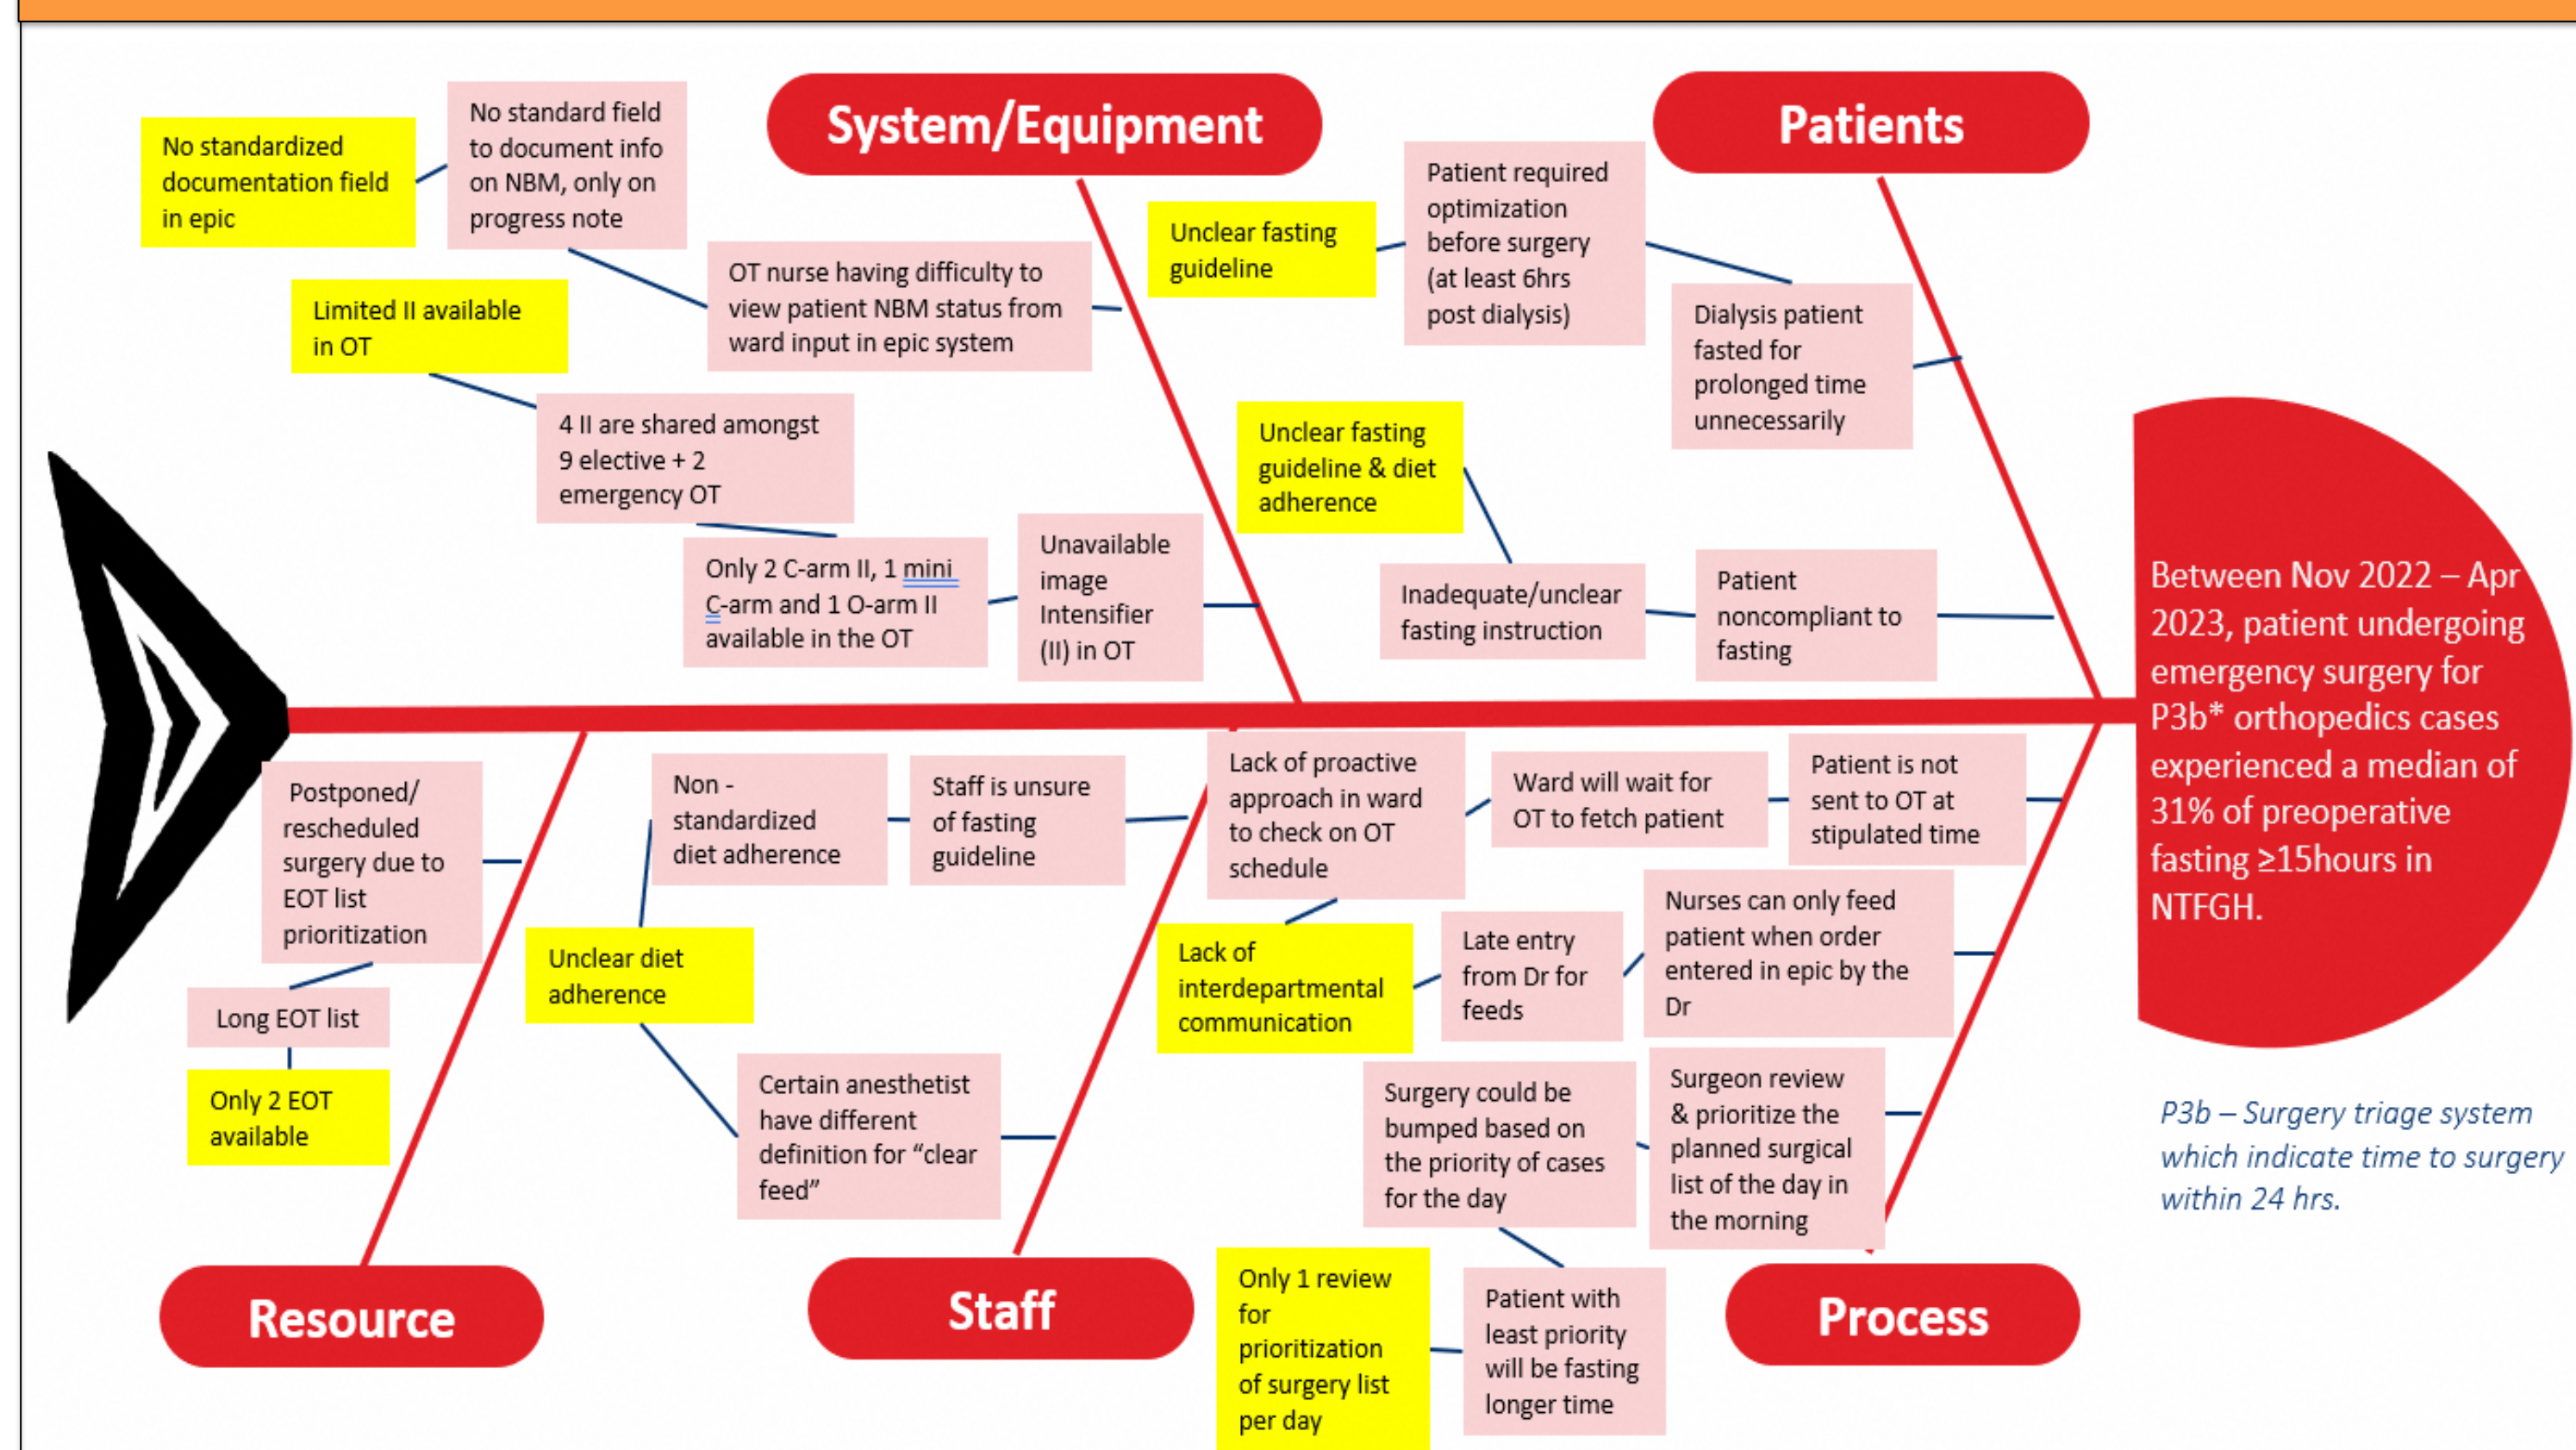 System/Equipment
Patients
No standardized
documentation field
in epic
No standard field
to document info
on NBM, only on
progress note
OT nurse having difficulty to
view patient NBM status from
ward input in epic system
Limited II available
in OT
4 II are shared amongst
9 elective + 2
emergency OT
Only 2 C-arm II, 1 mini
C-arm and 1 O-arm II
available in the OT
Unavailable
image
Intensifier
(II) in OT
Unclear fasting
guideline
Patient required
optimization
before surgery
(at least 6hrs
post dialysis)
Dialysis patient
fasted for
prolonged time
unnecessarily
Unclear fasting
guideline & diet
adherence
Inadequate/unclear
fasting instruction
Patient
noncompliant to
fasting
Between Nov 2022 – Apr
2023, patient undergoing
emergency surgery for
P3b* orthopedics cases
experienced a median of
31% of preoperative
fasting ≥15hours in
NTFGH.
Postponed/
rescheduled
surgery due to
EOT list
prioritization
Long EOT list
Only 2 EOT
available
Non -
standardized
diet adherence
Staff is unsure
of fasting
guideline
Unclear diet
adherence
Certain anesthetist
have different
definition for “clear
feed”
Lack of proactive
approach in ward
to check on OT
schedule
Ward will wait for
OT to fetch patient
Patient is not
sent to OT at
stipulated time
Lack of
interdepartmental
communication
Late entry
from Dr for
feeds
Nurses can only feed
patient when order
entered in epic by the
Dr
Surgery could be
bumped based on
the priority of cases
for the day
Surgeon review
& prioritize the
planned surgical
list of the day in
the morning
Only 1 review
for
prioritization
of surgery list
per day
Patient with
least priority
will be fasting
longer time
P3b – Surgery triage system
which indicate time to surgery
within 24 hrs.
Resource
Staff
Process